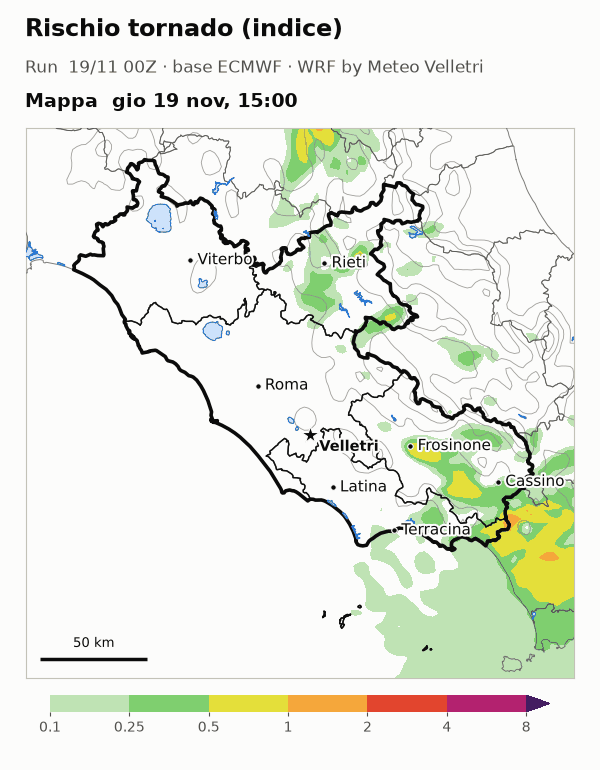 Rischio tornado (indice)
Run 19/11 00Z · base ECMWF · WRF by Meteo Velletri
Mappa gio 19 nov, 15:00
Viterbo
Rieti
Roma
Velletri
Frosinone
Latina
Cassino
Terracina
50 km
0.1 0.25 0.5 1 2 4 8